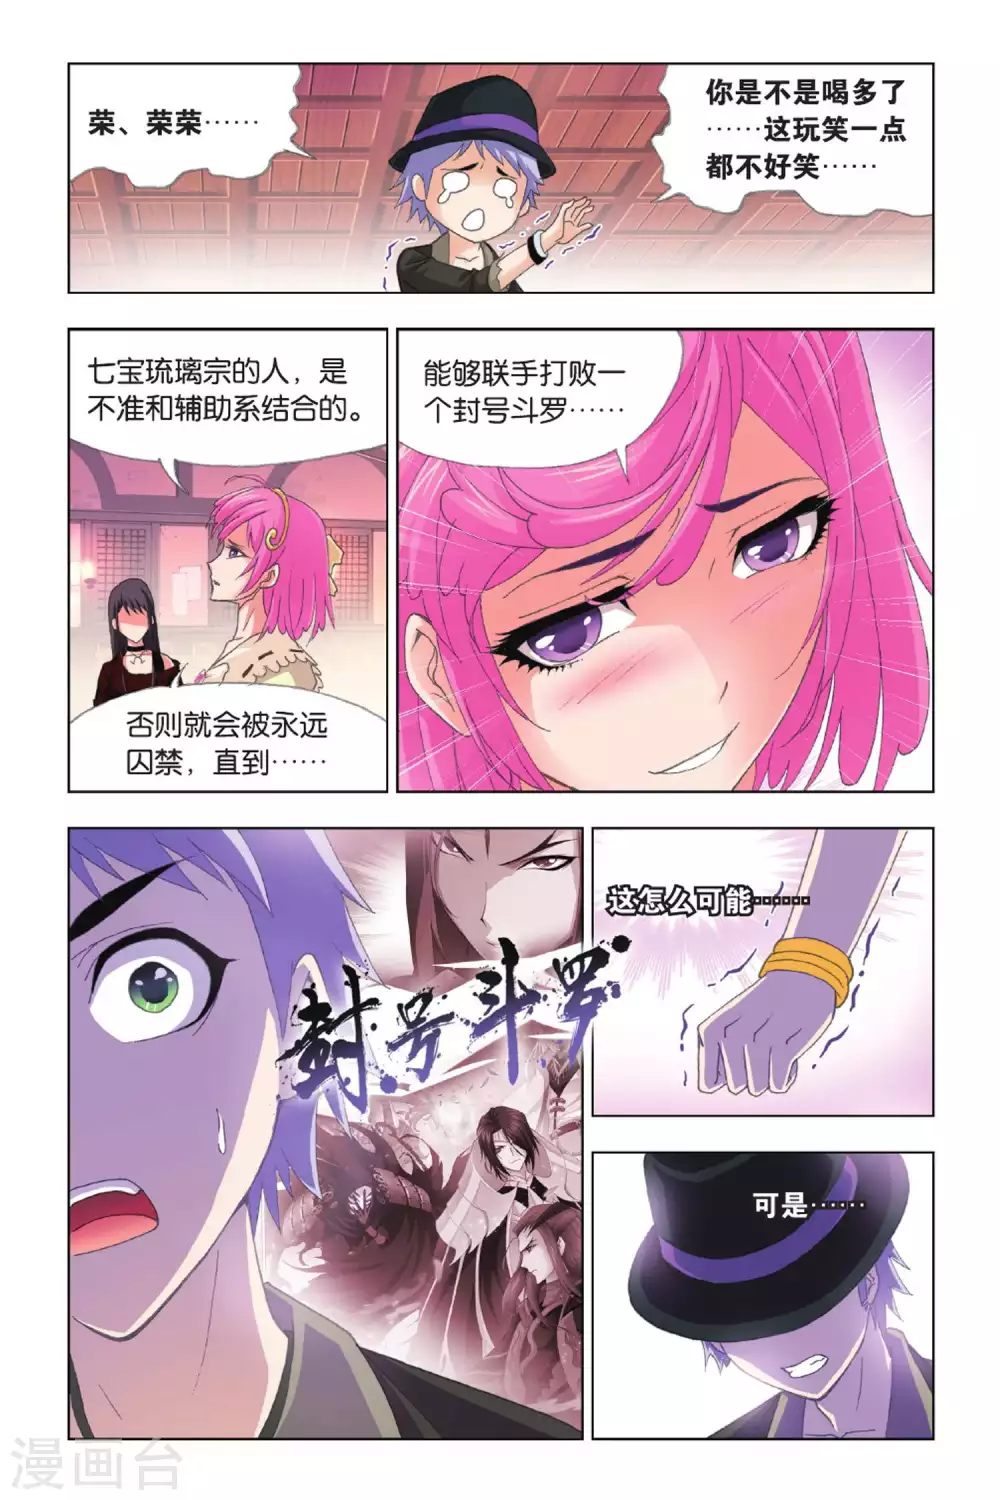 荣、荣荣……
你是不是喝多了
……这玩笑一点
都不好笑……
七宝琉璃宗的人，是
不准和辅助系结合的。
否则就会被永远
囚禁，直到……
能够联手打败一
个封号斗罗……
封号斗罗
这怎么可能……
可是……
漫画台